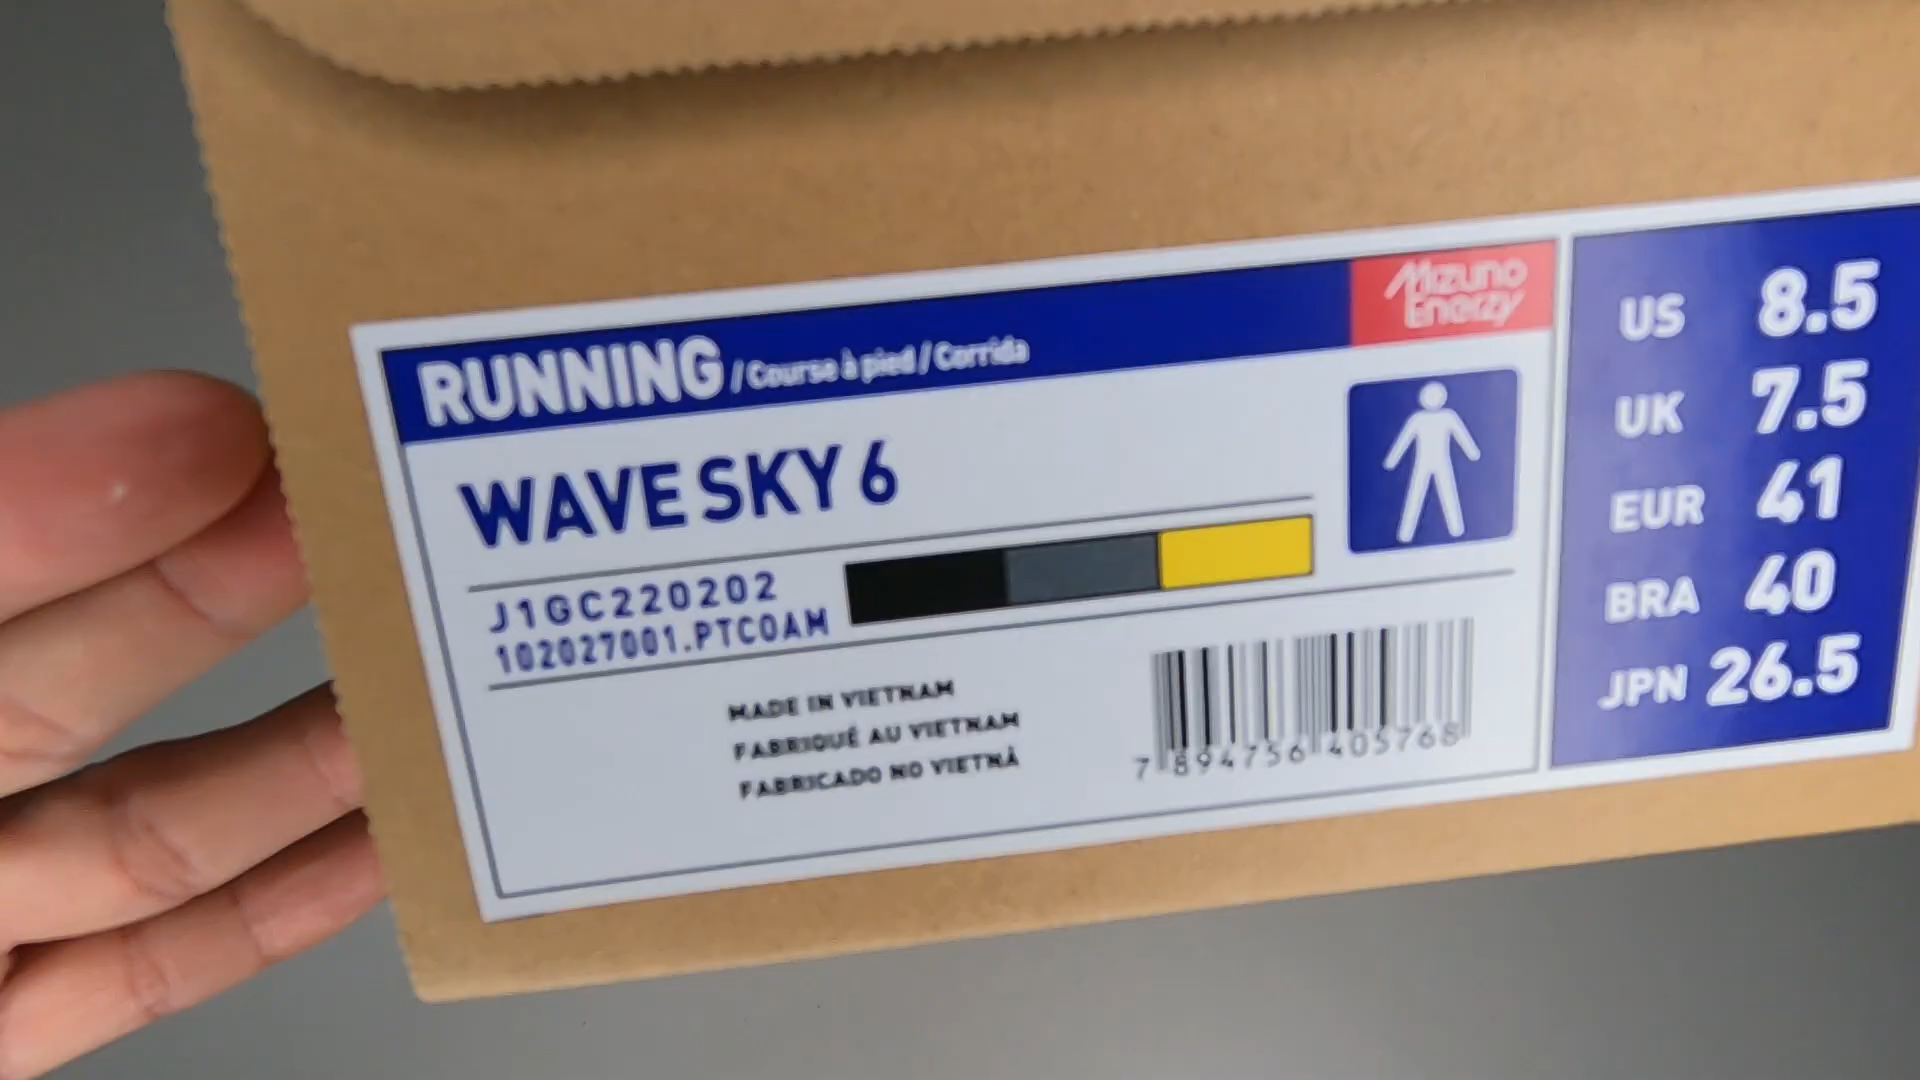 RUNNING / Course à pied / Corrida
Mizuno Enerzy
WAVE SKY 6
J1GC220202
102027001.PTCOAM
MADE IN VIETNAM
FABRIQUÉ AU VIETNAM
FABRICADO NO VIETNÃ
7 894756 405768
US 8.5
UK 7.5
EUR 41
BRA 40
JPN 26.5